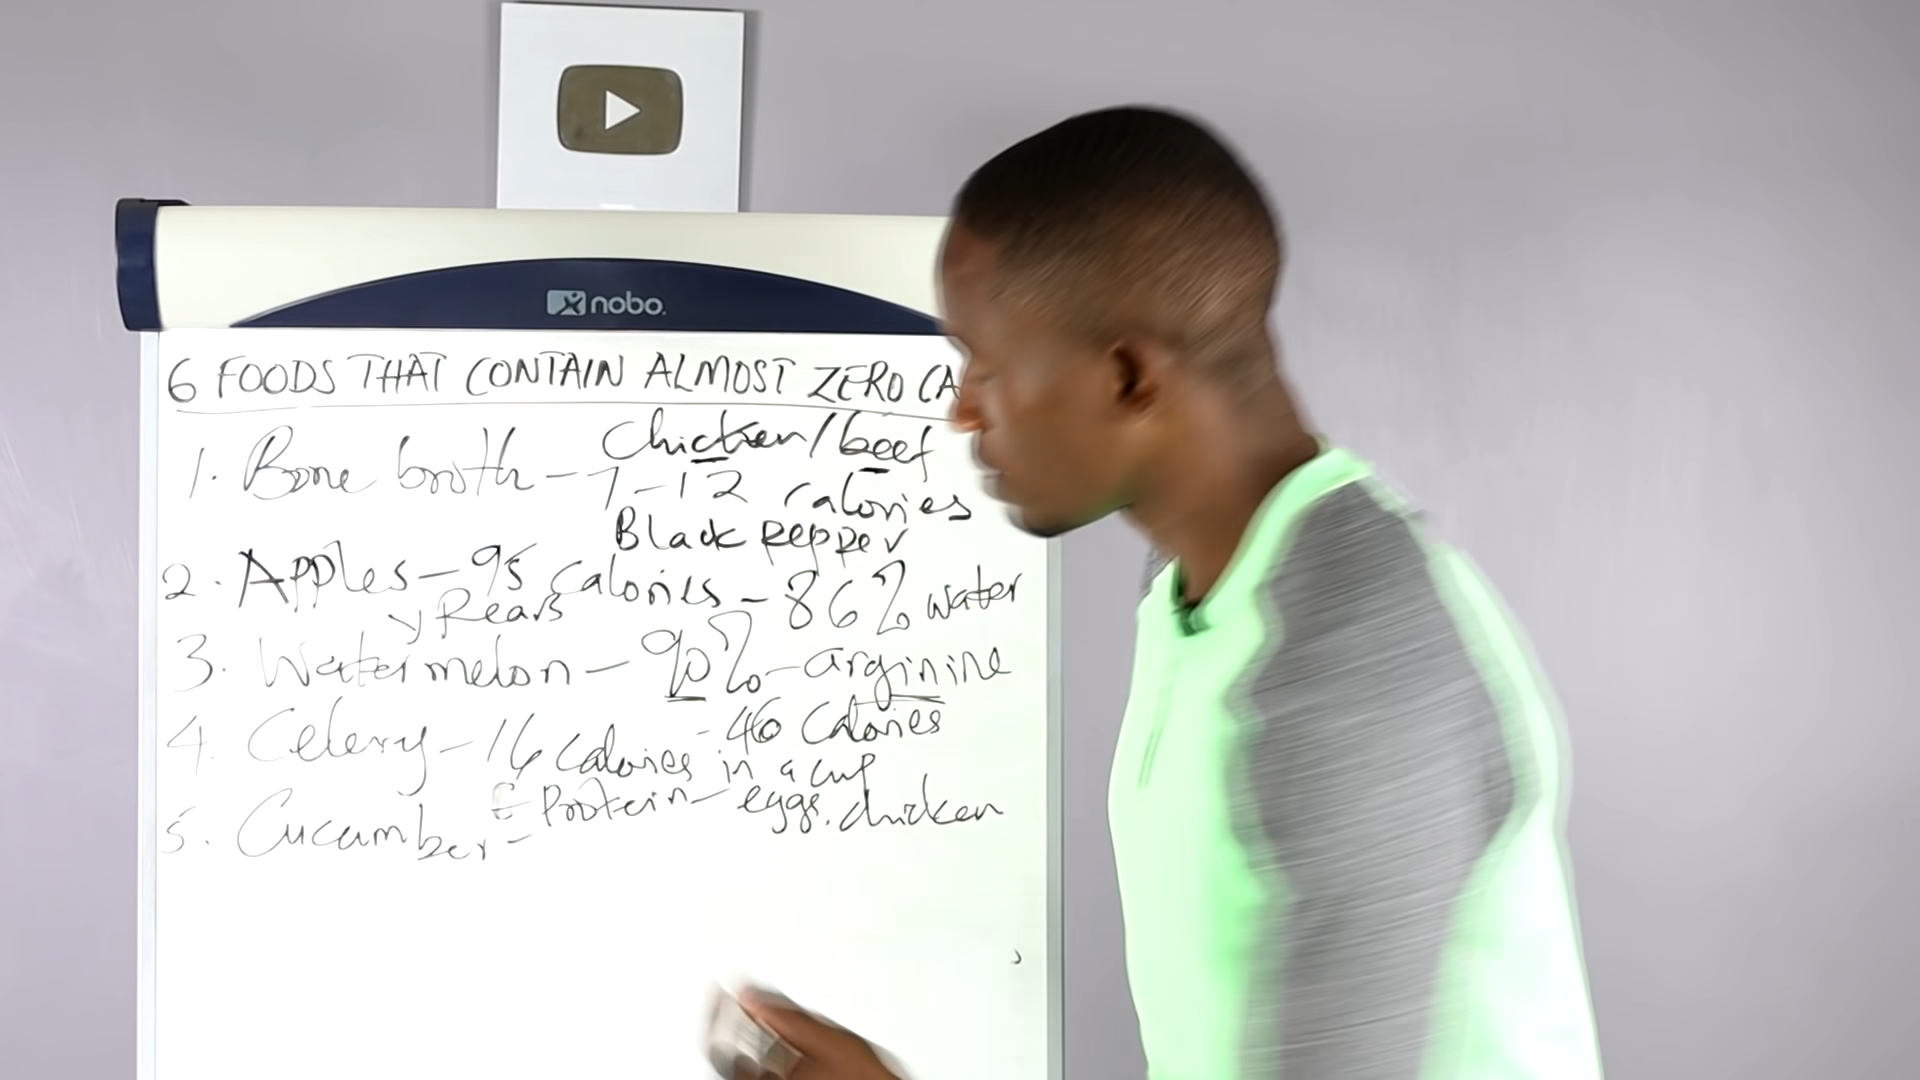 nobo.
6 FOODS THAT CONTAIN ALMOST ZERO CA
Chicken/beef
1. Bone broth - 7-12 calories
Black pepper
2. Apples - 95 calories - 86% water
Pears
3. Watermelon - 90% - arginine
- 46 Calories
4. Celery - 16 calories in a cup
Protein - eggs. chicken
5. Cucumber -